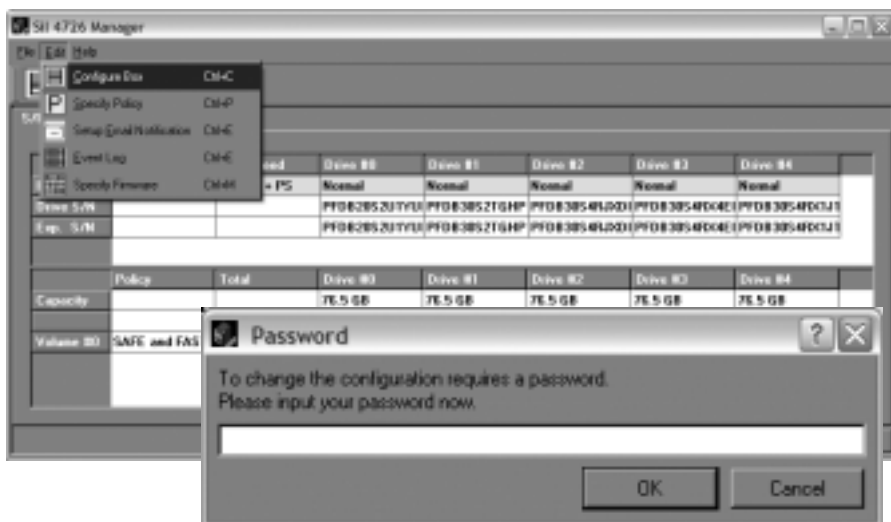 SiI 4726 Manager
File Edit Help
Configure Box Ctrl+C
Specify Policy Ctrl+P
Setup Email Notification Ctrl+E
Event Log Ctrl+E
Specify Firmware Ctrl+M
Drive #0 Drive #1 Drive #2 Drive #3 Drive #4
+ PS Normal Normal Normal Normal Normal
Drive S/N
Exp. S/N
Policy Total Drive #0 Drive #1 Drive #2 Drive #3 Drive #4
Capacity 76.5 GB 76.5 GB 76.5 GB 76.5 GB 76.5 GB
Volume #0 SAFE and FAS
Password
To change the configuration requires a password.
Please input your password now.
OK Cancel